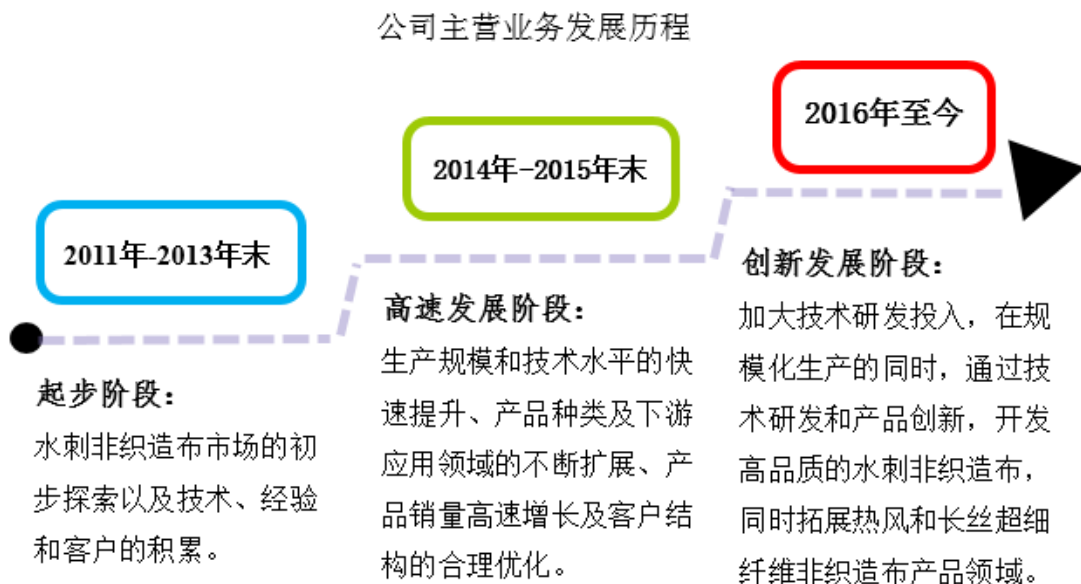 公司主营业务发展历程
2011年-2013年末
起步阶段：
水刺非织造布市场的初
步探索以及技术、经验
和客户的积累。
2014年-2015年末
高速发展阶段：
生产规模和技术水平的快
速提升、产品种类及下游
应用领域的不断扩展、产
品销量高速增长及客户结
构的合理优化。
2016年至今
创新发展阶段：
加大技术研发投入，在规
模化生产的同时，通过技
术研发和产品创新，开发
高品质的水刺非织造布，
同时拓展热风和长丝超细
纤维非织造布产品领域。